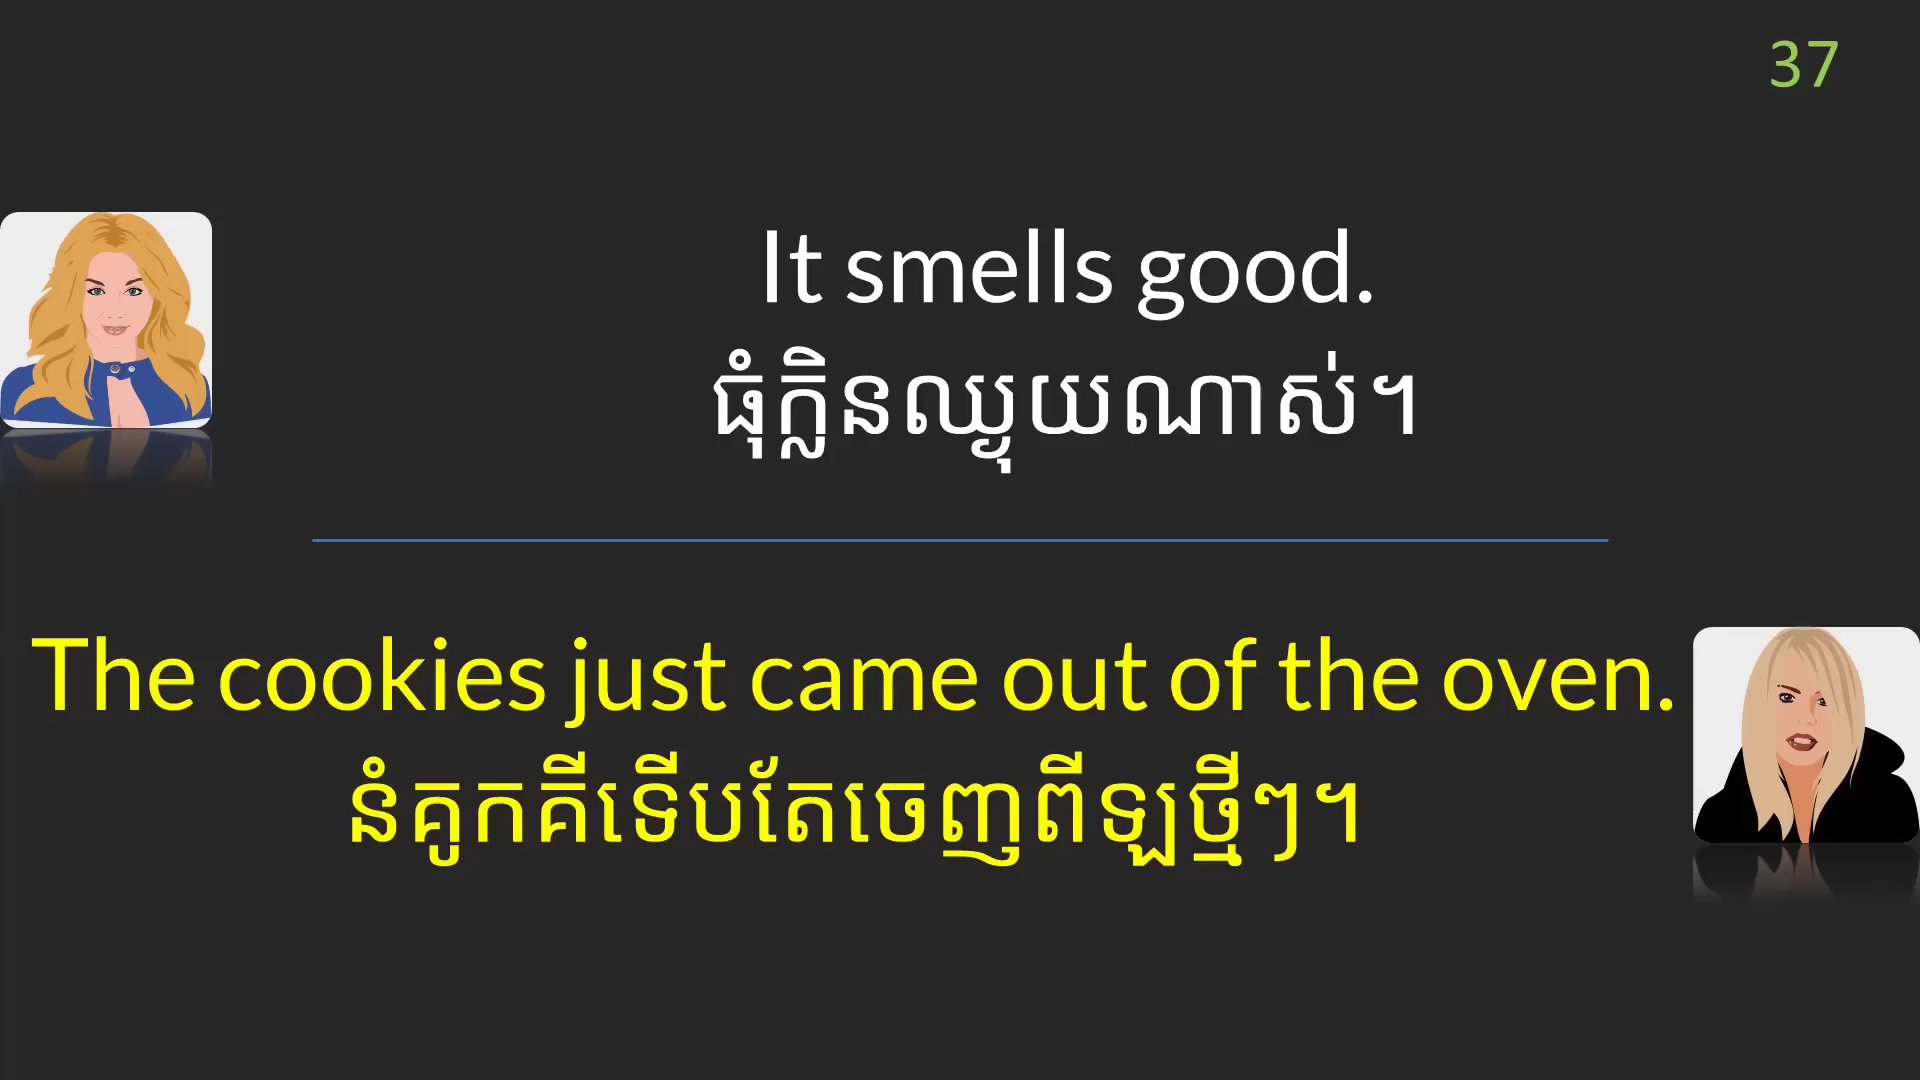 37
It smells good.
ធុំក្លិនឈ្ងុយណាស់។
The cookies just came out of the oven.
នំគូកគីទើបតែចេញពីឡថ្មីៗ។